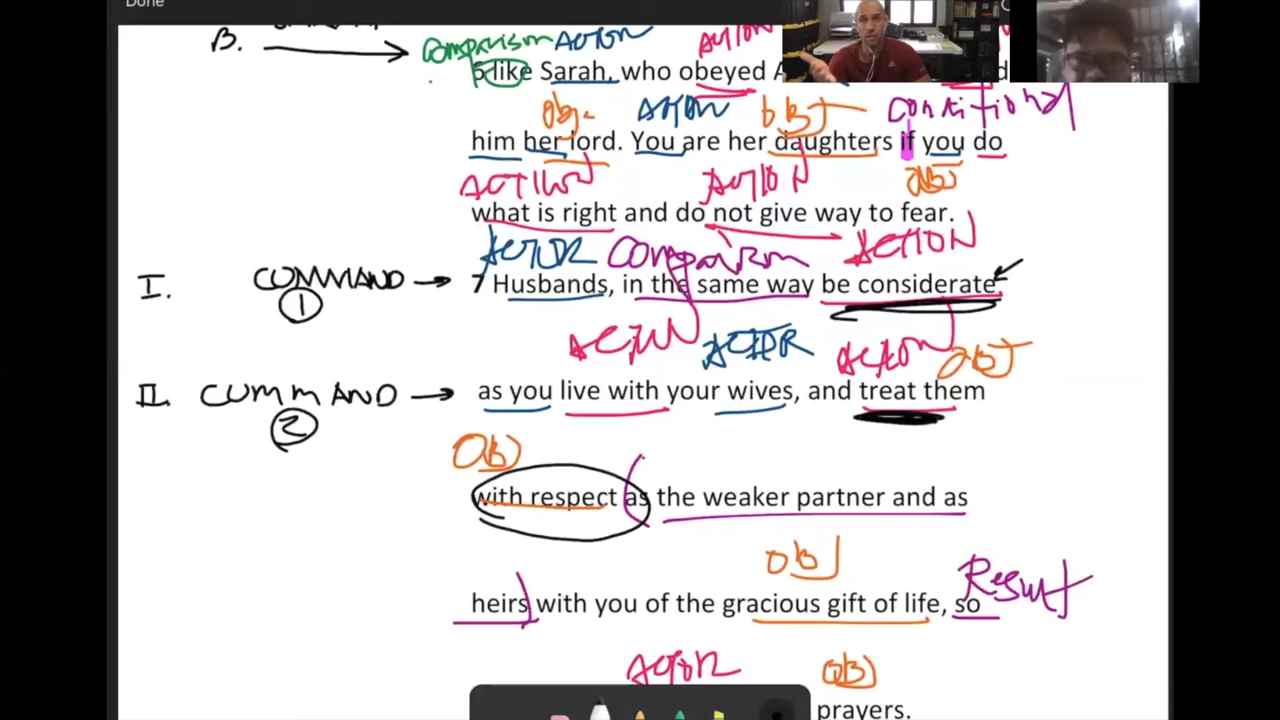 Done
B. Comparison ACTOR ACTION
5 like Sarah, who obeyed A
Obj. ACTION obj Conditional
him her lord. You are her daughters if you do
ACTION ACTION obj
what is right and do not give way to fear.
ACTOR Comparison ACTION
I. COMMAND 7 Husbands, in the same way be considerate
1
ACTION ACTOR ACTION OBJ
II. COMMAND as you live with your wives, and treat them
2
Obj
with respect as the weaker partner and as
obj Result
heirs with you of the gracious gift of life, so
ACTOR obj
prayers.